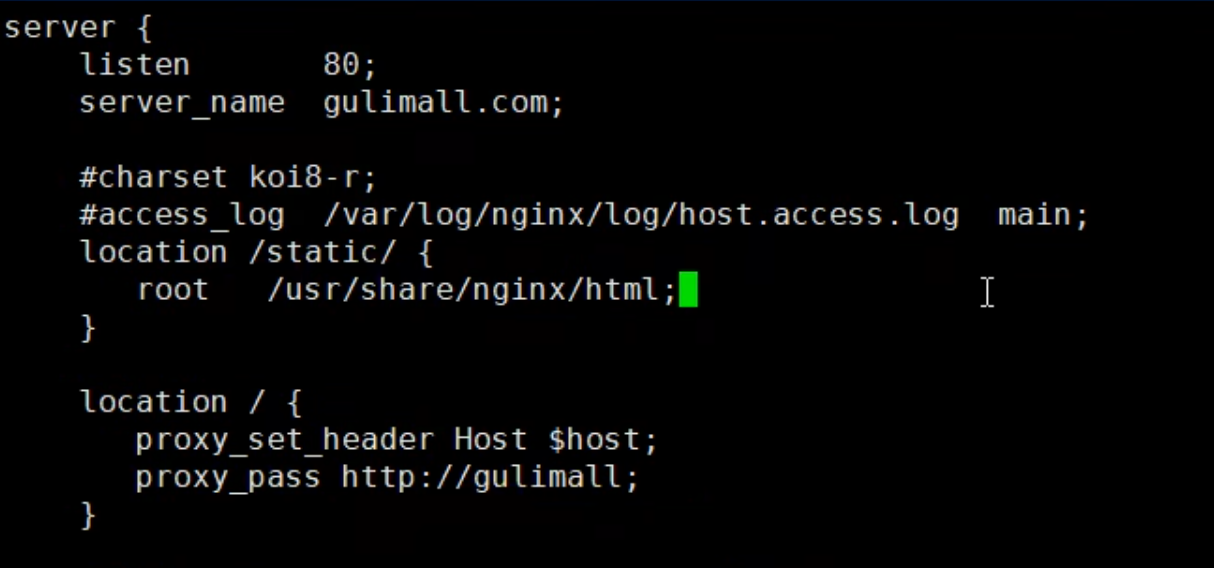 server {
    listen       80;
    server_name  gulimall.com;

    #charset koi8-r;
    #access_log  /var/log/nginx/log/host.access.log  main;
    location /static/ {
       root   /usr/share/nginx/html;
    }

    location / {
       proxy_set_header Host $host;
       proxy_pass http://gulimall;
    }